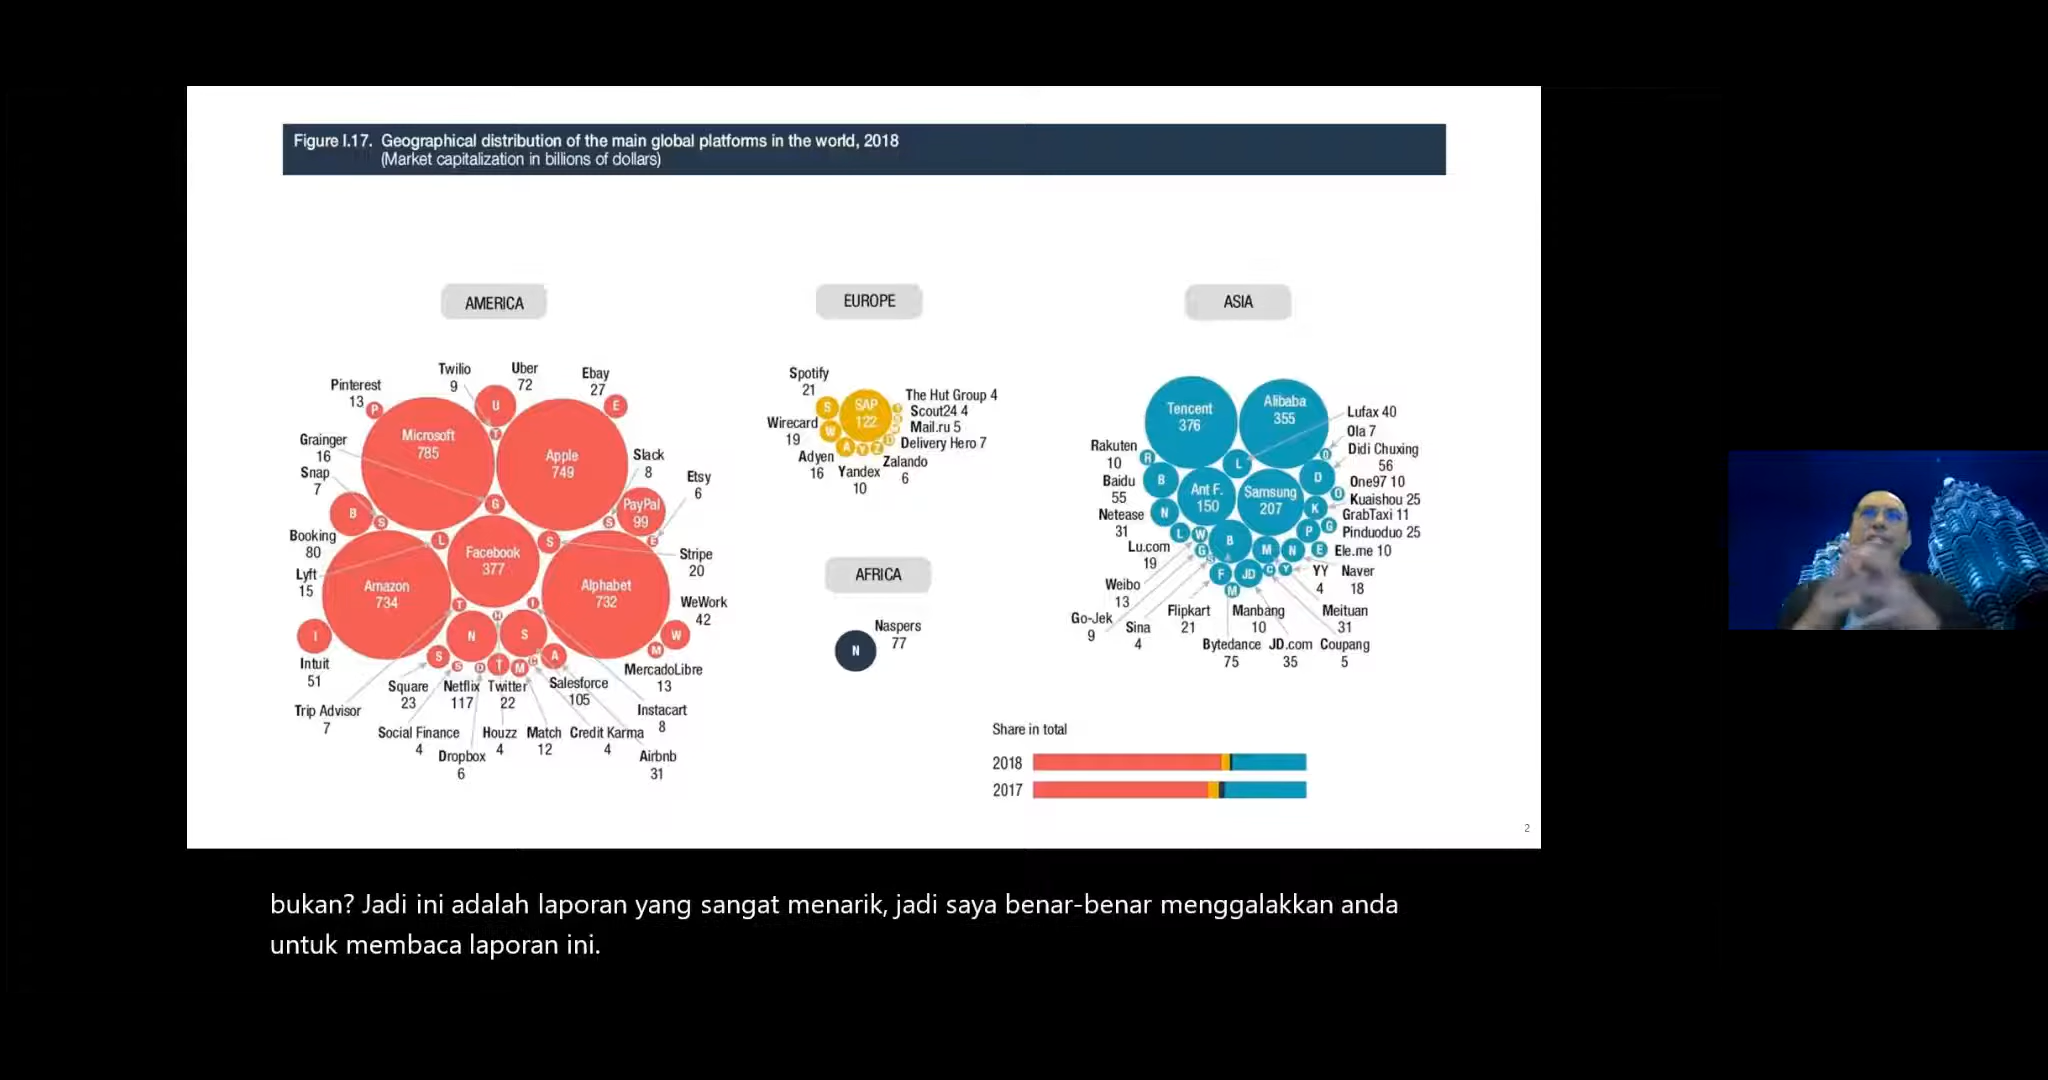 Figure I.17. Geographical distribution of the main global platforms in the world, 2018
(Market capitalization in billions of dollars)
AMERICA
Twilio
9
Uber
72
Ebay
27
Pinterest
13
P
U
E
T
Microsoft
785
Apple
749
Grainger
16
Slack
8
Snap
7
Etsy
6
G
PayPal
99
B
S
L
S
S
E
Booking
80
Facebook
377
Stripe
20
Lyft
15
Amazon
734
Alphabet
732
WeWork
42
T
H
I
I
N
S
W
M
S
S
D
T
M
C
A
Intuit
51
MercadoLibre
13
Square
23
Netflix
117
Twitter
22
Salesforce
105
Trip Advisor
7
Instacart
8
Social Finance
4
Houzz
4
Match
12
Credit Karma
4
Dropbox
6
Airbnb
31
EUROPE
Spotify
21
SAP
122
The Hut Group 4
Scout24 4
Mail.ru 5
Delivery Hero 7
S
W
A
Y
Z
D
Wirecard
19
Adyen
16
Yandex
10
Zalando
6
AFRICA
N
Naspers
77
ASIA
Tencent
376
Alibaba
355
Lufax 40
Ola 7
Didi Chuxing
56
Rakuten
10
R
L
O
B
D
Baidu
55
Ant F.
150
Samsung
207
One97 10
O
Kuaishou 25
K
GrabTaxi 11
Netease
31
N
G
P
Pinduoduo 25
L
W
B
G
M
N
E
Ele.me 10
Lu.com
19
S
F
JD
C
Y
M
YY
4
Naver
18
Weibo
13
Go-Jek
9
Sina
4
Flipkart
21
Manbang
10
Meituan
31
Bytedance
75
JD.com
35
Coupang
5
Share in total
2018
2017
2
bukan? Jadi ini adalah laporan yang sangat menarik, jadi saya benar-benar menggalakkan anda
untuk membaca laporan ini.